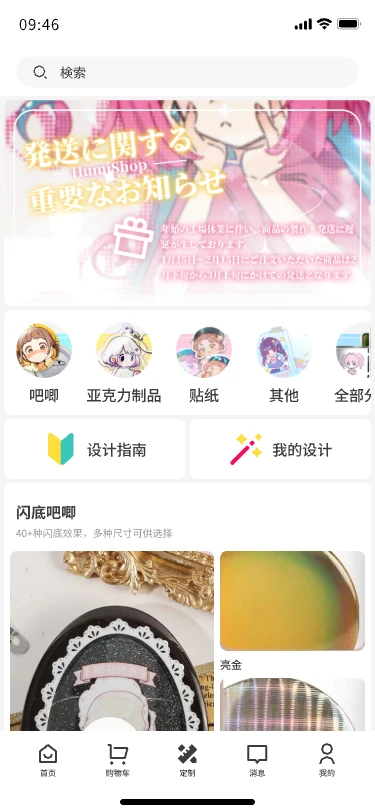 09:46
検索
発送に関する
HumiShop
重要なお知らせ
年始の工場休業に伴い、商品の製作・発送に遅
延が生じております
1月15日~2月15日にご注文いただいた商品は2
月下旬から3月上旬にかけての発送となります
吧唧
亚克力制品
贴纸
其他
全部分
设计指南
我的设计
闪底吧唧
40+种闪底效果，多种尺寸可供选择
亮金
首页
购物车
定制
消息
我的